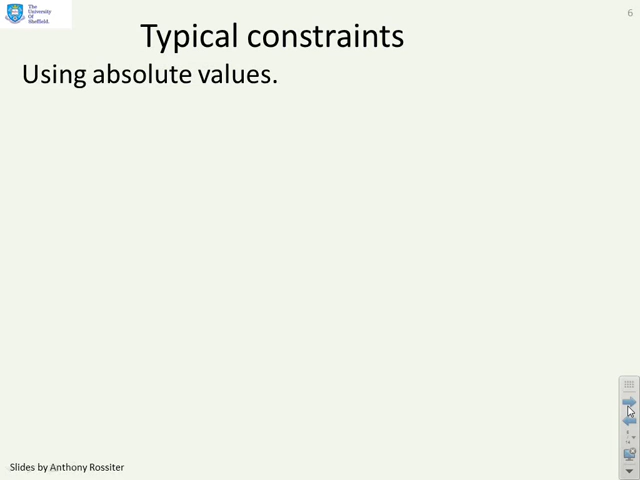 The
University
Of
Sheffield.
6
Typical constraints
Using absolute values.
Slides by Anthony Rossiter